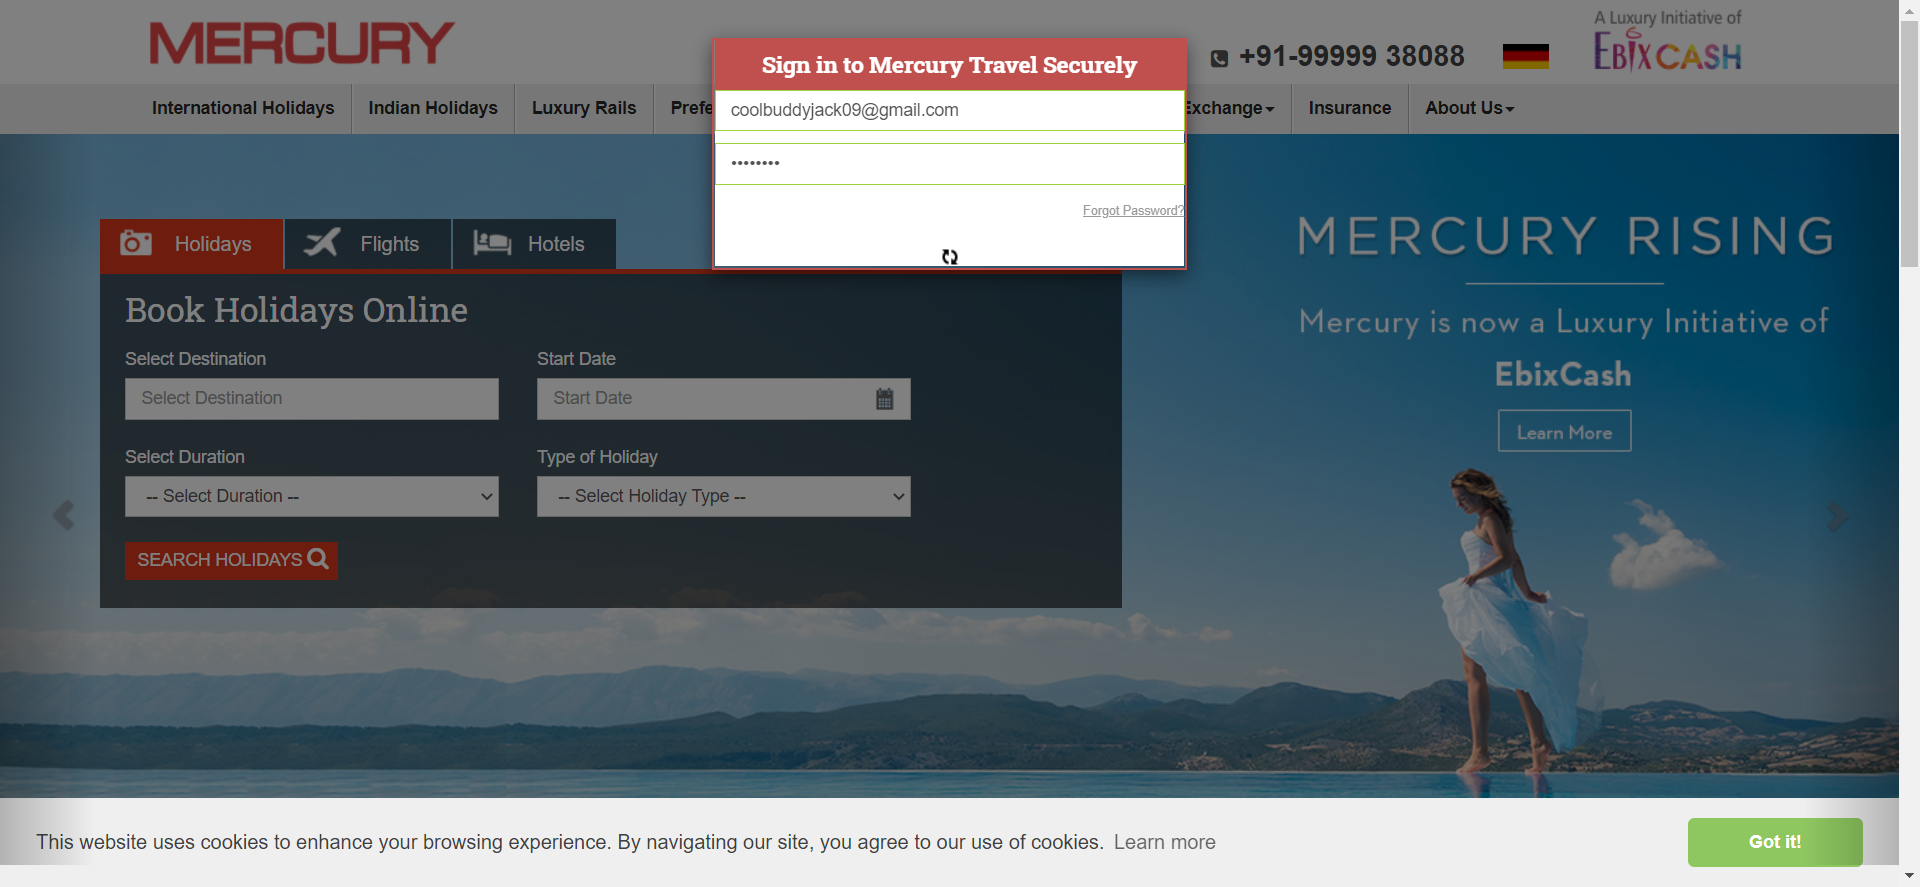 MERCURY
A Luxury Initiative of
EBIXCASH
+91-99999 38088
International Holidays
Indian Holidays
Luxury Rails
Prefe
Exchange
Insurance
About Us
Sign in to Mercury Travel Securely
coolbuddyjack09@gmail.com
••••••••
Forgot Password?
Holidays
Flights
Hotels
Book Holidays Online
Select Destination
Start Date
Select Destination
Start Date
Select Duration
Type of Holiday
-- Select Duration --
-- Select Holiday Type --
SEARCH HOLIDAYS
MERCURY RISING
Mercury is now a Luxury Initiative of
EbixCash
Learn More
This website uses cookies to enhance your browsing experience. By navigating our site, you agree to our use of cookies. Learn more
Got it!